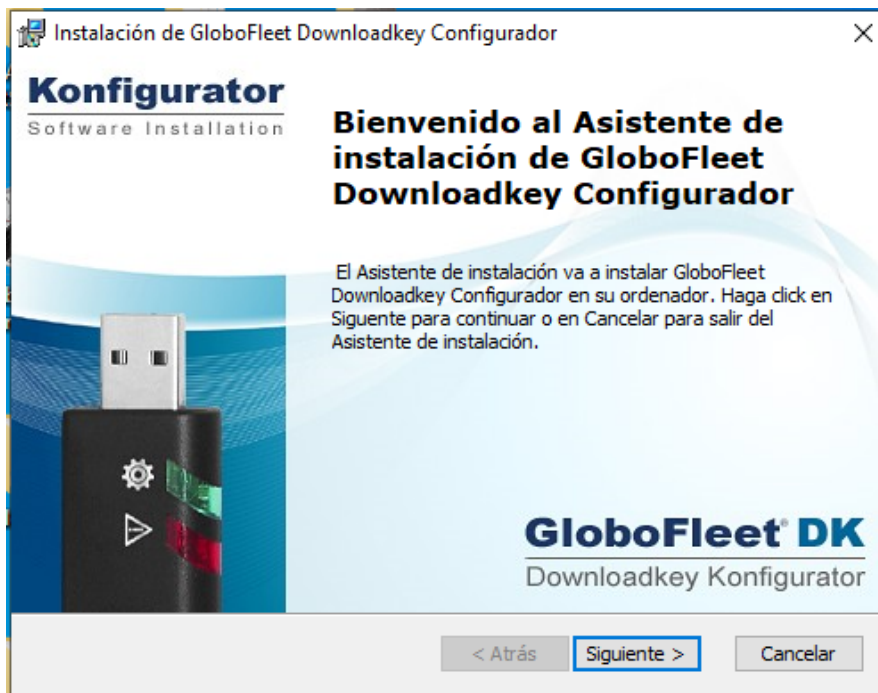 Instalación de GloboFleet Downloadkey Configurador
Konfigurator
Software Installation
Bienvenido al Asistente de
instalación de GloboFleet
Downloadkey Configurador
El Asistente de instalación va a instalar GloboFleet
Downloadkey Configurador en su ordenador. Haga click en
Siguente para continuar o en Cancelar para salir del
Asistente de instalación.
GloboFleet® DK
Downloadkey Konfigurator
< Atrás
Siguiente >
Cancelar